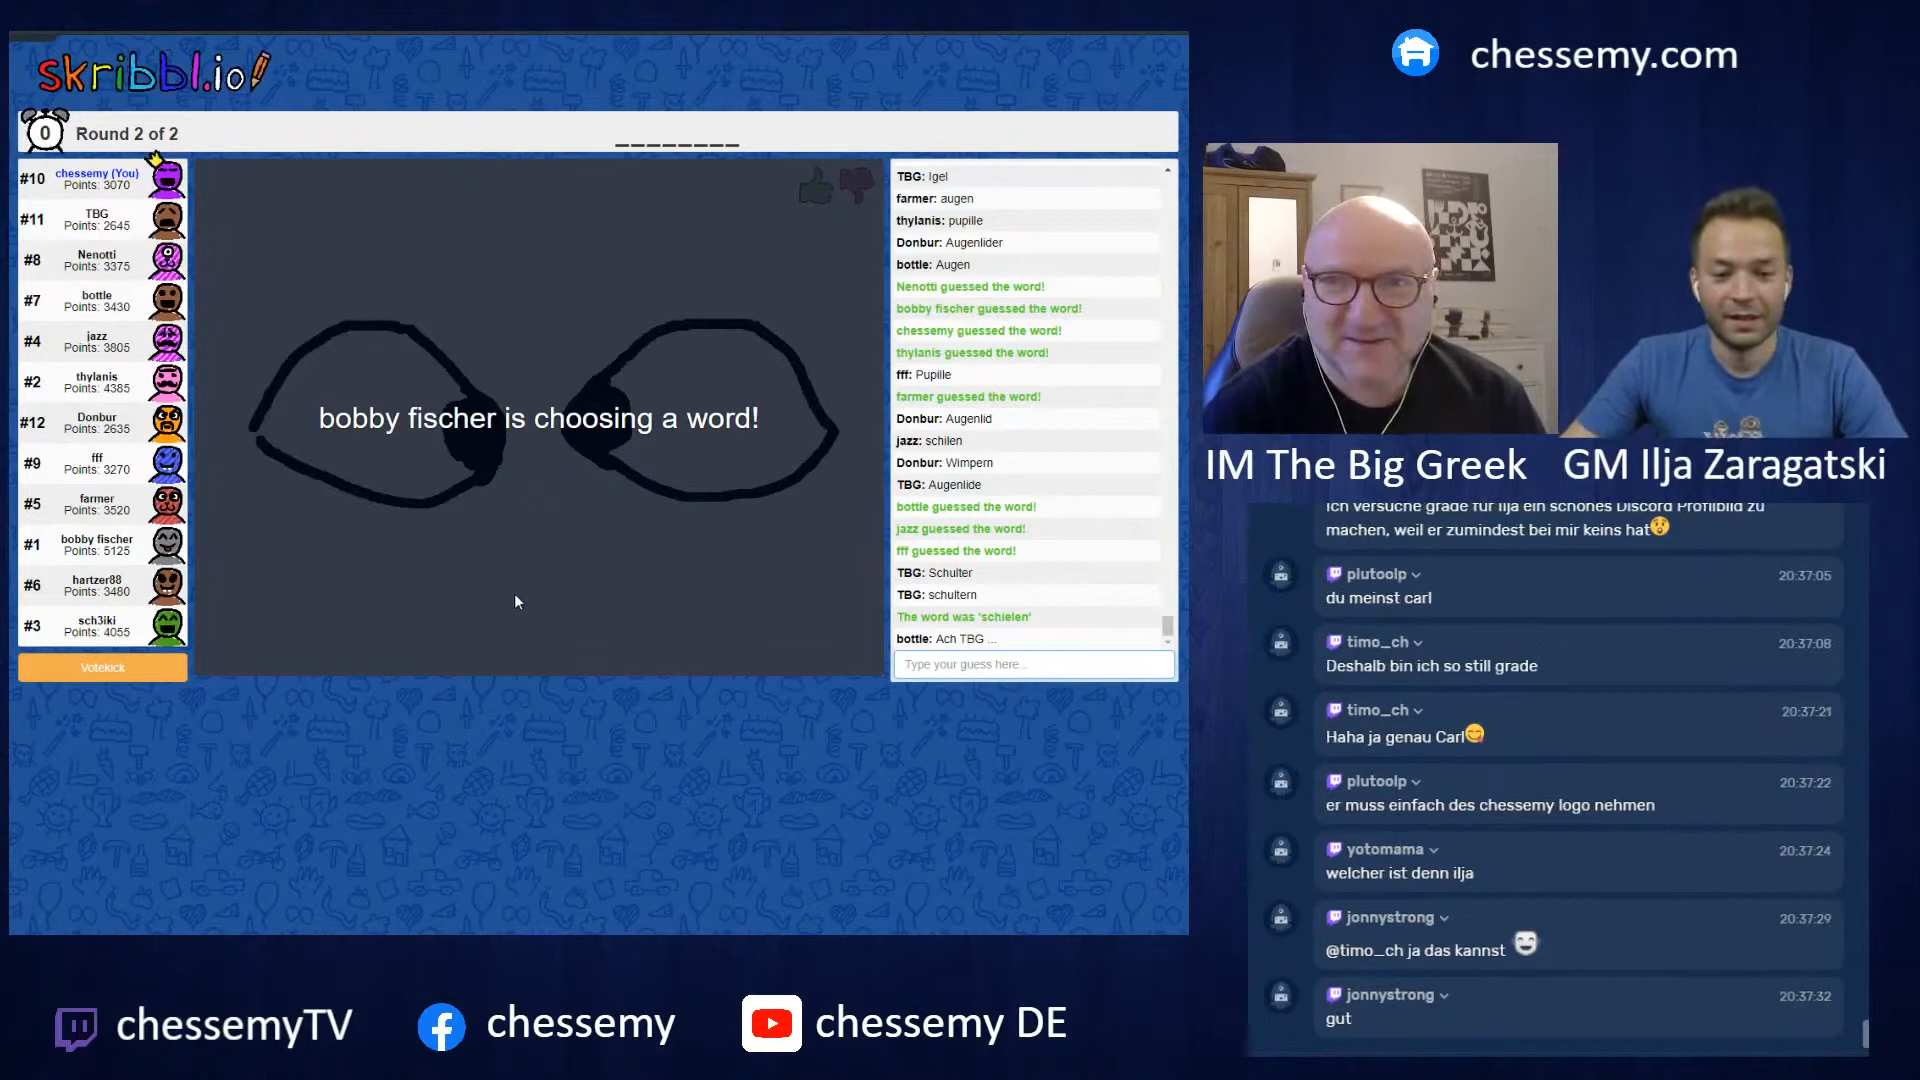 skribbl.io
0
Round 2 of 2
________
#10
chessemy (You)
Points: 3070
#11
TBG
Points: 2645
#8
Nenotti
Points: 3375
#7
bottle
Points: 3430
#4
jazz
Points: 3805
#2
thylanis
Points: 4385
#12
Donbur
Points: 2635
#9
fff
Points: 3270
#5
farmer
Points: 3520
#1
bobby fischer
Points: 5125
#6
hartzer88
Points: 3480
#3
sch3iki
Points: 4055
Votekick
bobby fischer is choosing a word!
TBG: Igel
farmer: augen
thylanis: pupille
Donbur: Augenlider
bottle: Augen
Nenotti guessed the word!
bobby fischer guessed the word!
chessemy guessed the word!
thylanis guessed the word!
fff: Pupille
farmer guessed the word!
Donbur: Augenlid
jazz: schilen
Donbur: Wimpern
TBG: Augenlide
bottle guessed the word!
jazz guessed the word!
fff guessed the word!
TBG: Schulter
TBG: schultern
The word was 'schielen'
bottle: Ach TBG ...
Type your guess here...
chessemy.com
IM The Big Greek
GM Ilja Zaragatski
Ich versuche grade für Ilja ein schönes Discord Profilbild zu
machen, weil er zumindest bei mir keins hat😲
plutoolp
20:37:05
du meinst carl
timo_ch
20:37:08
Deshalb bin ich so still grade
timo_ch
20:37:21
Haha ja genau Carl😋
plutoolp
20:37:22
er muss einfach des chessemy logo nehmen
yotomama
20:37:24
welcher ist denn ilja
jonnystrong
20:37:29
@timo_ch ja das kannst
jonnystrong
20:37:32
gut
chessemyTV
chessemy
chessemy DE